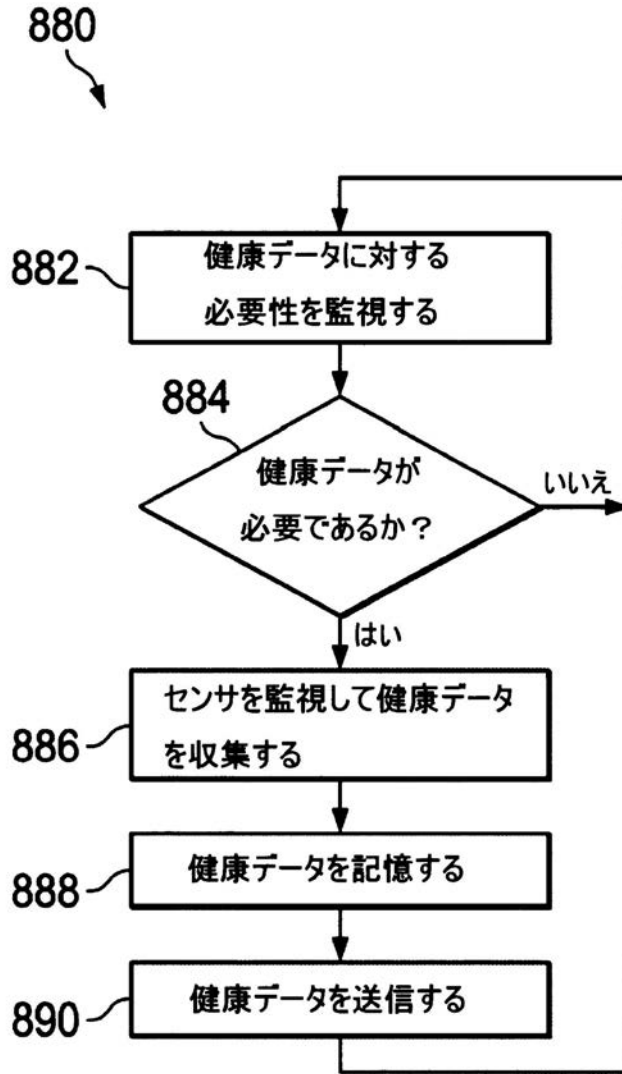 880
882
健康データに対する
必要性を監視する
884
健康データが
必要であるか？
いいえ
はい
886
センサを監視して健康データ
を収集する
888
健康データを記憶する
890
健康データを送信する